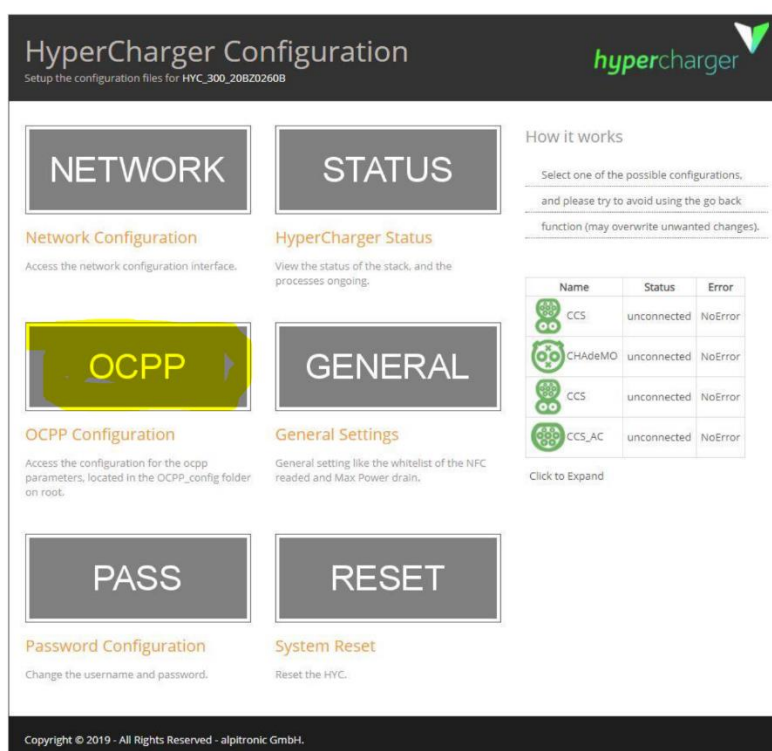 HyperCharger Configuration
Setup the configuration files for HYC_300_20BZ0260B
hypercharger
NETWORK
Network Configuration
Access the network configuration interface.
STATUS
HyperCharger Status
View the status of the stack, and the
processes ongoing.
OCPP
OCPP Configuration
Access the configuration for the ocpp
parameters, located in the OCPP_config folder
on root.
GENERAL
General Settings
General setting like the whitelist of the NFC
readed and Max Power drain.
PASS
Password Configuration
Change the username and password.
RESET
System Reset
Reset the HYC.
How it works
Select one of the possible configurations,
and please try to avoid using the go back
function (may overwrite unwanted changes).
Name Status Error
CCS unconnected NoError
CHAdeMO unconnected NoError
CCS unconnected NoError
CCS_AC unconnected NoError
Click to Expand
Copyright © 2019 - All Rights Reserved - alpitronic GmbH.